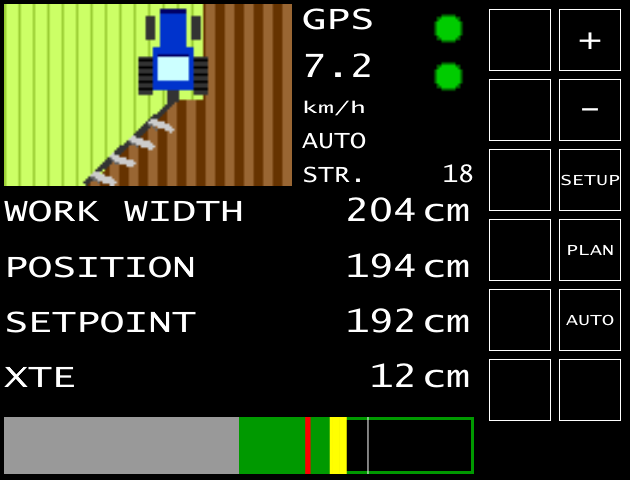 GPS
7.2
km/h
AUTO
STR. 18
WORK WIDTH 204 cm
POSITION 194 cm
SETPOINT 192 cm
XTE 12 cm
+
−
SETUP
PLAN
AUTO